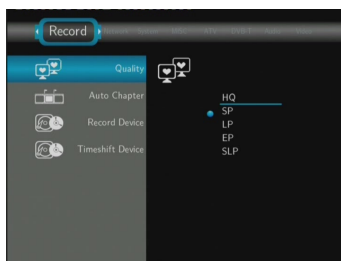 Record
Quality
Auto Chapter
Record Device
Timeshift Device
HQ
SP
LP
EP
SLP